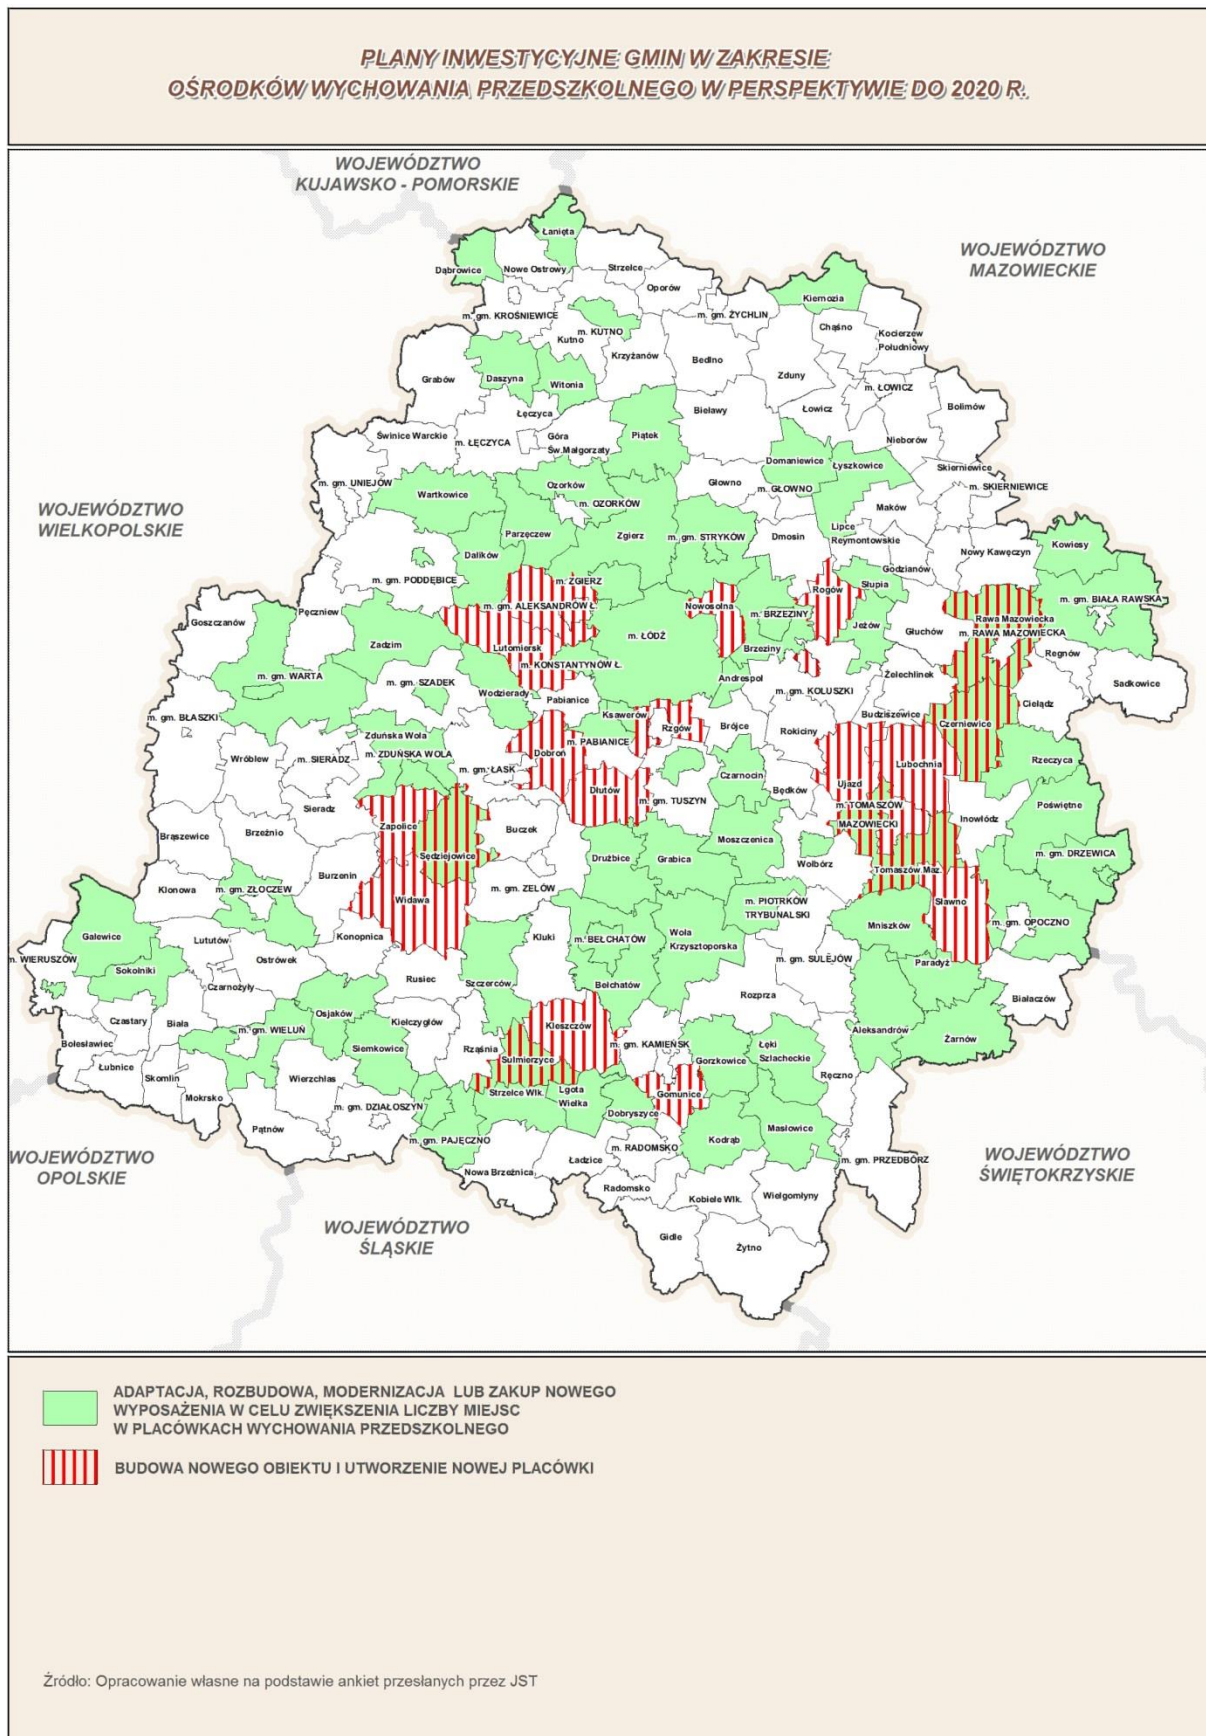 PLANY INWESTYCYJNE GMIN W ZAKRESIE
OŚRODKÓW WYCHOWANIA PRZEDSZKOLNEGO W PERSPEKTYWIE DO 2020 R.
WOJEWÓDZTWO
KUJAWSKO - POMORSKIE
WOJEWÓDZTWO
MAZOWIECKIE
Łanięta
Dąbrowice
Nowe Ostrowy
Strzelce
Oporów
Kiernozia
m. gm. KROŚNIEWICE
m. KUTNO
Kutno
m. gm. ŻYCHLIN
Chąśno
Kocierzew
Południowy
Krzyżanów
Bedlno
Grabów
Daszyna
Witonia
Zduny
m. ŁOWICZ
Łęczyca
Bielawy
Łowicz
Bolimów
Świnice Warckie
m. ŁĘCZYCA
Góra
Św.Małgorzaty
Piątek
Nieborów
Domaniewice
Łyszkowice
Skierniewice
m. SKIERNIEWICE
m. gm. UNIEJÓW
Wartkowice
Ozorków
m. OZORKÓW
Głowno
m. GŁOWNO
Maków
WOJEWÓDZTWO
WIELKOPOLSKIE
Parzęczew
Zgierz
m. gm. STRYKÓW
Dmosin
Lipce
Reymontowskie
Godzianów
Nowy Kawęczyn
Kowiesy
Dalików
m. gm. PODDĘBICE
m. ZGIERZ
m. gm. ALEKSANDRÓW Ł.
Nowosolna
m. BRZEZINY
Rogów
Słupia
Jeżów
m. gm. BIAŁA RAWSKA
Rawa Mazowiecka
m. RAWA MAZOWIECKA
Głuchów
Regnów
Sadkowice
Pęczniew
Goszczanów
Zadzim
m. ŁÓDŹ
Lutomiersk
m. KONSTANTYNÓW Ł.
Brzeziny
Andrespol
m. gm. KOLUSZKI
Żelechlinek
Cielądz
m. gm. WARTA
m. gm. SZADEK
Wodzierady
Pabianice
Ksawerów
Rzgów
Brójce
Budziszewice
Czerniewice
m. gm. BŁASZKI
Zduńska Wola
m. ZDUŃSKA WOLA
Dobroń
m. PABIANICE
Rokiciny
Rzeczyca
Wróblew
m. SIERADZ
m. gm. ŁASK
Dłutów
m. gm. TUSZYN
Czarnocin
Będków
Ujazd
Lubochnia
Sieradz
Poświętne
Inowłódz
m. TOMASZÓW
MAZOWIECKI
Brąszewice
Brzeźnio
Zapolice
Buczek
Moszczenica
Wolbórz
Sędziejowice
Drużbice
Grabica
m. gm. DRZEWICA
Tomaszów Maz.
Klonowa
m. gm. ZŁOCZEW
Burzenin
Widawa
m. gm. ZELÓW
m. PIOTRKÓW
TRYBUNALSKI
Sławno
m. gm. OPOCZNO
Mniszków
Galewice
Lututów
Konopnica
Kluki
m. BEŁCHATÓW
Wola
Krzysztoporska
m. gm. SULEJÓW
Paradyż
m. WIERUSZÓW
Sokolniki
Ostrówek
Rusiec
Szczerców
Bełchatów
Rozprza
Białaczów
Czarnożyły
Czastary
Biała
m. gm. WIELUŃ
Osjaków
Kiełczygłów
Kleszczów
Aleksandrów
Żarnów
Bolesławiec
Siemkowice
Rząśnia
Sulmierzyce
m. gm. KAMIEŃSK
Gorzkowice
Łęki
Szlacheckie
Ręczno
Łubnice
Skomlin
Wierzchlas
Mokrsko
Strzelce Wlk.
Lgota
Wielka
Gomunice
m. gm. DZIAŁOSZYN
Dobryszyce
Masłowice
Pątnów
m. gm. PAJĘCZNO
Kodrąb
m. RADOMSKO
Ładzice
m. gm. PRZEDBÓRZ
Nowa Brzeźnica
Radomsko
Kobiele Wlk.
Wielgomłyny
Gidle
Żytno
WOJEWÓDZTWO
OPOLSKIE
WOJEWÓDZTWO
ŚLĄSKIE
WOJEWÓDZTWO
ŚWIĘTOKRZYSKIE
ADAPTACJA, ROZBUDOWA, MODERNIZACJA LUB ZAKUP NOWEGO
WYPOSAŻENIA W CELU ZWIĘKSZENIA LICZBY MIEJSC
W PLACÓWKACH WYCHOWANIA PRZEDSZKOLNEGO
BUDOWA NOWEGO OBIEKTU I UTWORZENIE NOWEJ PLACÓWKI
Źródło: Opracowanie własne na podstawie ankiet przesłanych przez JST